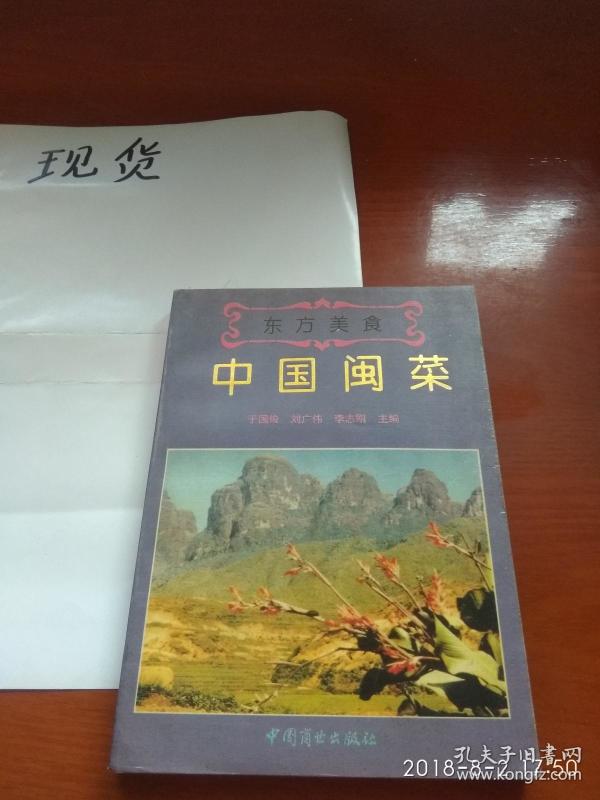 现货
东方美食
中国闽菜
于国俊 刘广伟 李志刚 主编
中国商业出版社
孔夫子旧书网
www.kongfz.com
2018-8-2 17:50